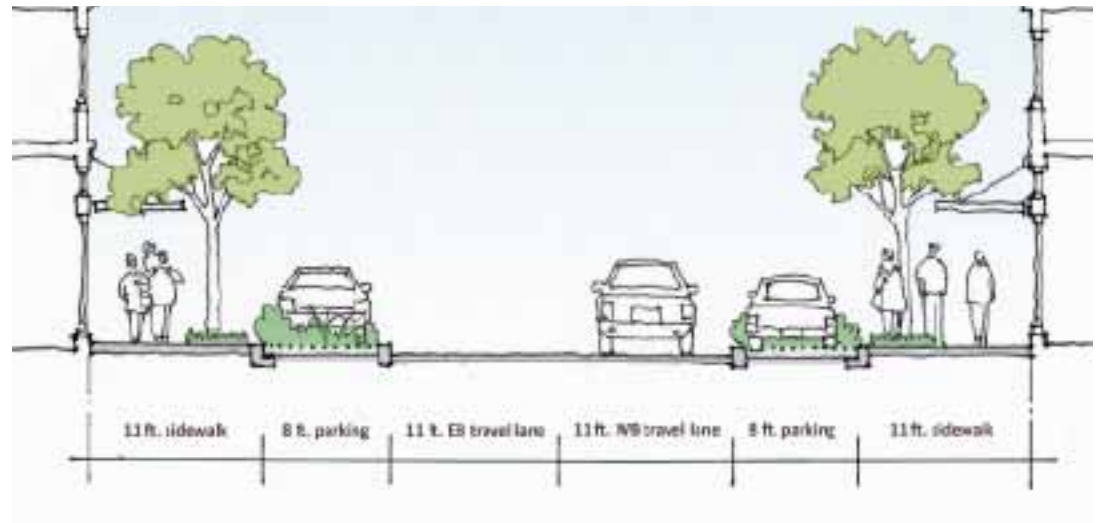 11 ft. sidewalk
8 ft. parking
11 ft. EB travel lane
11 ft. WB travel lane
8 ft. parking
11 ft. sidewalk